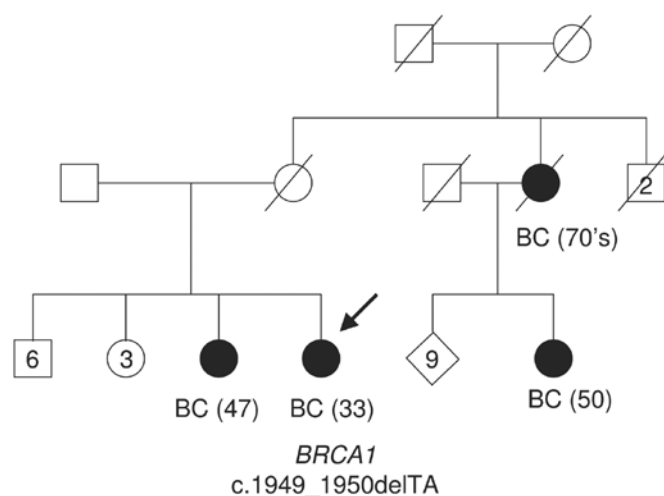 2
BC (70's)
6
3
9
BC (47)
BC (33)
BC (50)
BRCA1
c.1949_1950delTA